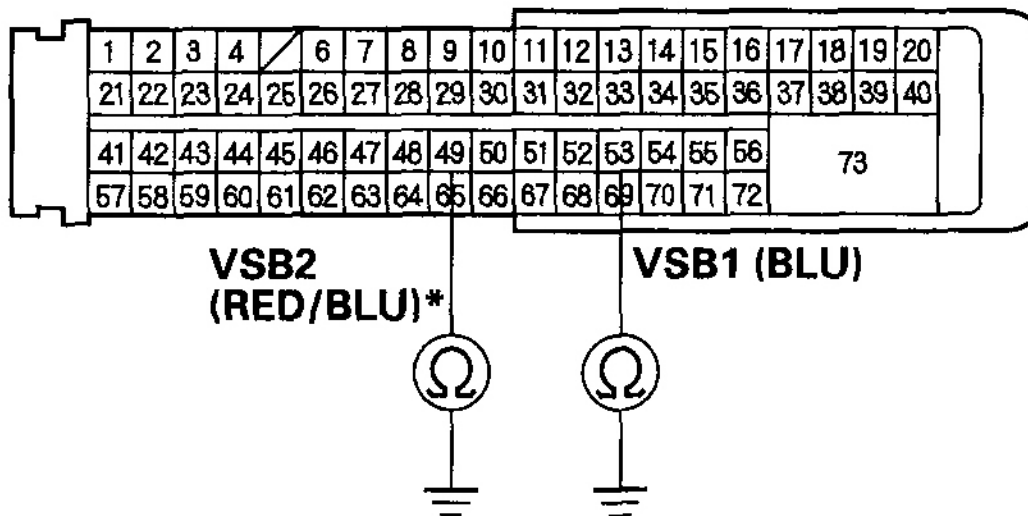 1 2 3 4 6 7 8 9 10 11 12 13 14 15 16 17 18 19 20
21 22 23 24 25 26 27 28 29 30 31 32 33 34 35 36 37 38 39 40
41 42 43 44 45 46 47 48 49 50 51 52 53 54 55 56 73
57 58 59 60 61 62 63 64 65 66 67 68 69 70 71 72
VSB2
(RED/BLU)*
VSB1 (BLU)
Ω Ω